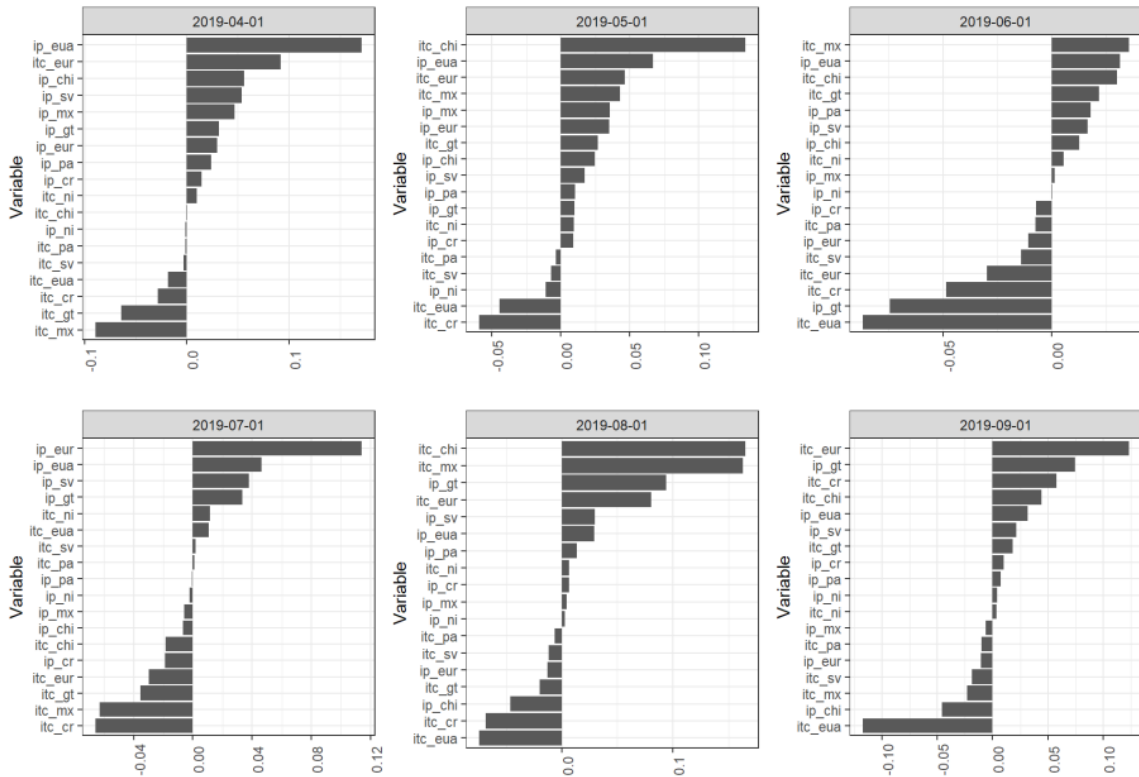 2019-04-01
Variable
ip_eua
itc_eur
ip_chi
ip_sv
ip_mx
ip_gt
ip_eur
ip_pa
ip_cr
itc_ni
itc_chi
ip_ni
itc_pa
itc_sv
itc_eua
itc_cr
itc_gt
itc_mx
-0.1
0.0
0.1
2019-05-01
Variable
itc_chi
ip_eua
itc_eur
itc_mx
ip_mx
ip_eur
itc_gt
ip_chi
ip_sv
ip_pa
ip_gt
itc_ni
ip_cr
itc_pa
itc_sv
ip_ni
itc_eua
itc_cr
-0.05
0.00
0.05
0.10
2019-06-01
Variable
itc_mx
ip_eua
itc_chi
itc_gt
ip_pa
ip_sv
ip_chi
itc_ni
ip_mx
ip_ni
ip_cr
itc_pa
ip_eur
itc_sv
itc_eur
itc_cr
ip_gt
itc_eua
-0.05
0.00
2019-07-01
Variable
ip_eur
ip_eua
ip_sv
ip_gt
itc_ni
itc_eua
itc_sv
itc_pa
ip_pa
ip_ni
ip_mx
ip_chi
itc_chi
ip_cr
itc_eur
itc_gt
itc_mx
itc_cr
-0.04
0.00
0.04
0.08
0.12
2019-08-01
Variable
itc_chi
itc_mx
ip_gt
itc_eur
ip_sv
ip_eua
ip_pa
itc_ni
ip_cr
ip_mx
ip_ni
itc_pa
itc_sv
ip_eur
itc_gt
ip_chi
itc_cr
itc_eua
0.0
0.1
2019-09-01
Variable
itc_eur
ip_gt
itc_cr
itc_chi
ip_eua
ip_sv
itc_gt
ip_cr
ip_pa
ip_ni
itc_ni
ip_mx
itc_pa
ip_eur
itc_sv
itc_mx
ip_chi
itc_eua
-0.10
-0.05
0.00
0.05
0.10